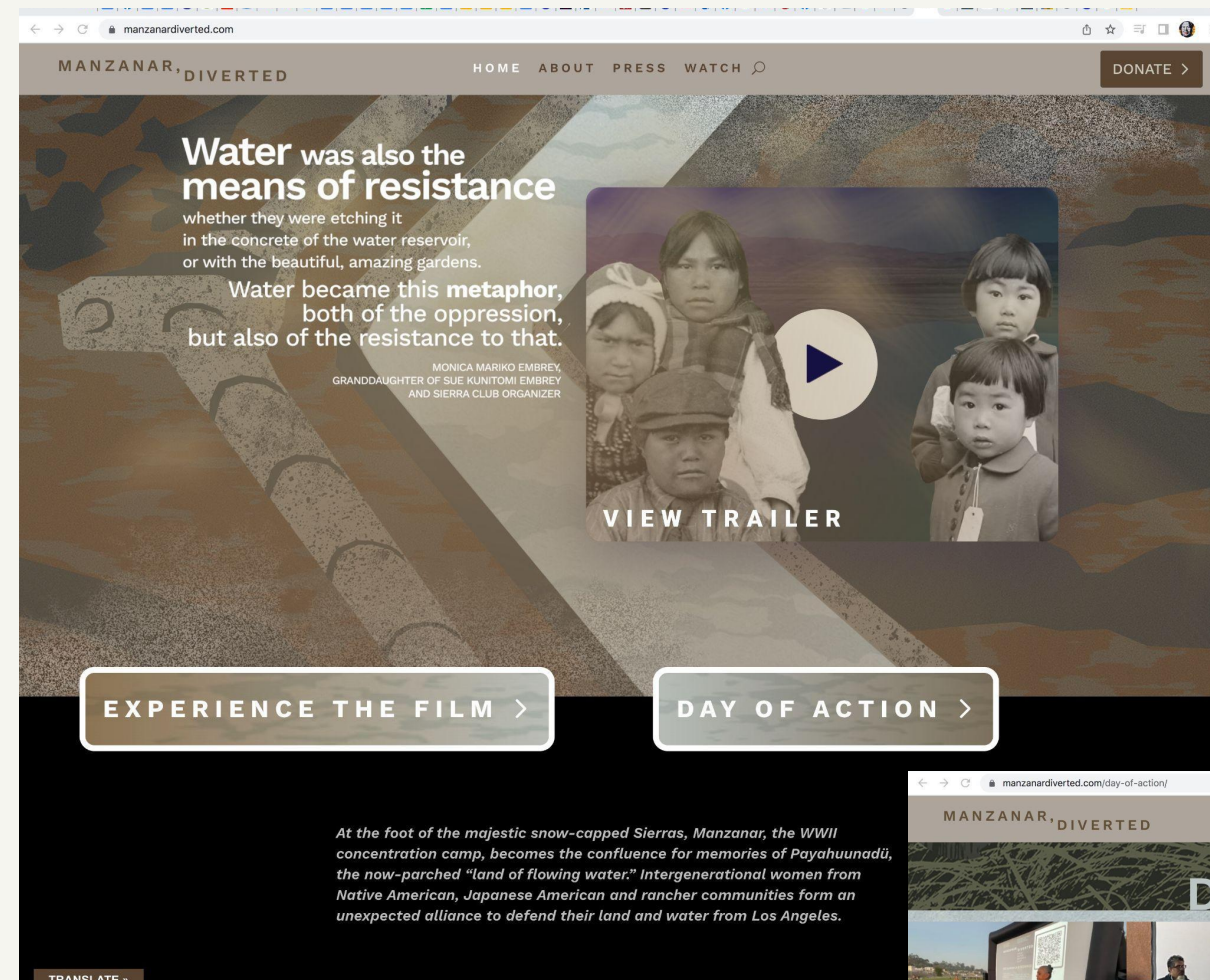 manzanardiverted.com
MANZANAR, DIVERTED
HOME ABOUT PRESS WATCH
DONATE >
Water was also the
means of resistance
whether they were etching it
in the concrete of the water reservoir,
or with the beautiful, amazing gardens.
Water became this metaphor,
both of the oppression,
but also of the resistance to that.
MONICA MARIKO EMBREY,
GRANDDAUGHTER OF SUE KUNITOMI EMBREY
AND SIERRA CLUB ORGANIZER
VIEW TRAILER
EXPERIENCE THE FILM >
DAY OF ACTION >
At the foot of the majestic snow-capped Sierras, Manzanar, the WWII
concentration camp, becomes the confluence for memories of Payahuunadü,
the now-parched “land of flowing water.” Intergenerational women from
Native American, Japanese American and rancher communities form an
unexpected alliance to defend their land and water from Los Angeles.
TRANSLATE »
manzanardiverted.com/day-of-action/
MANZANAR, DIVERTED
D